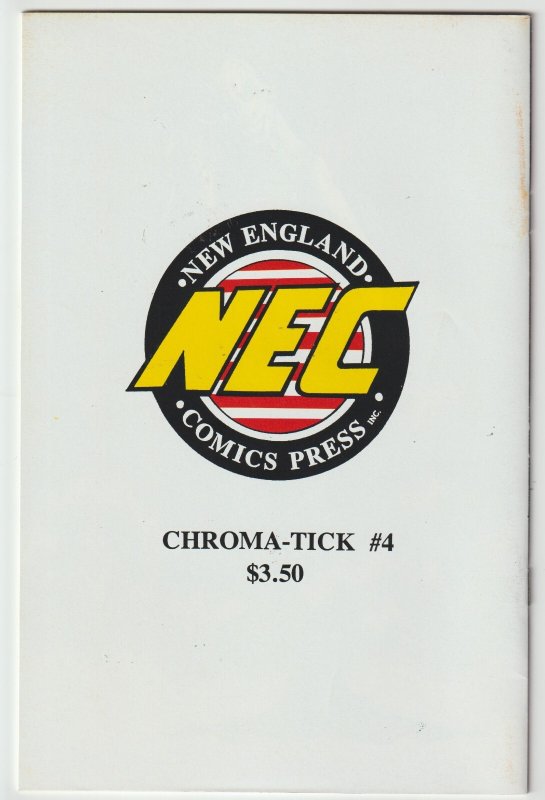 •NEW ENGLAND•
NEC
•COMICS PRESS INC.•
CHROMA-TICK #4
$3.50